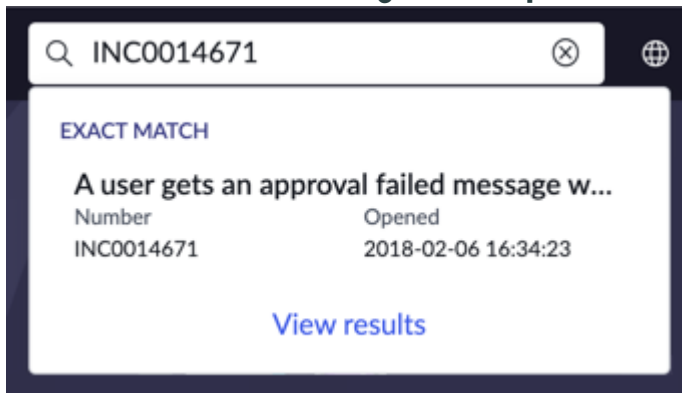 INC0014671
EXACT MATCH
A user gets an approval failed message w...
Number Opened
INC0014671 2018-02-06 16:34:23
View results